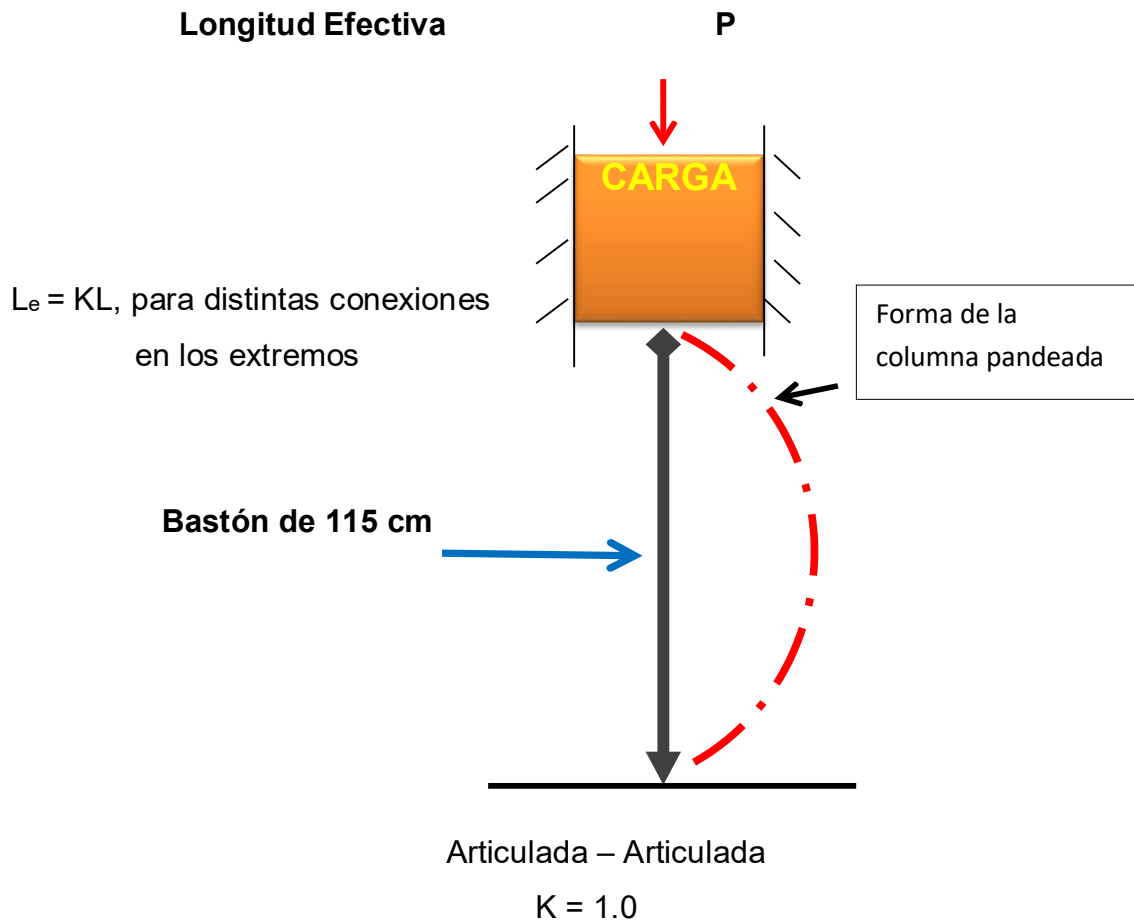 Longitud Efectiva
P
CARGA
Le = KL, para distintas conexiones
en los extremos
Forma de la
columna pandeada
Bastón de 115 cm
Articulada – Articulada
K = 1.0